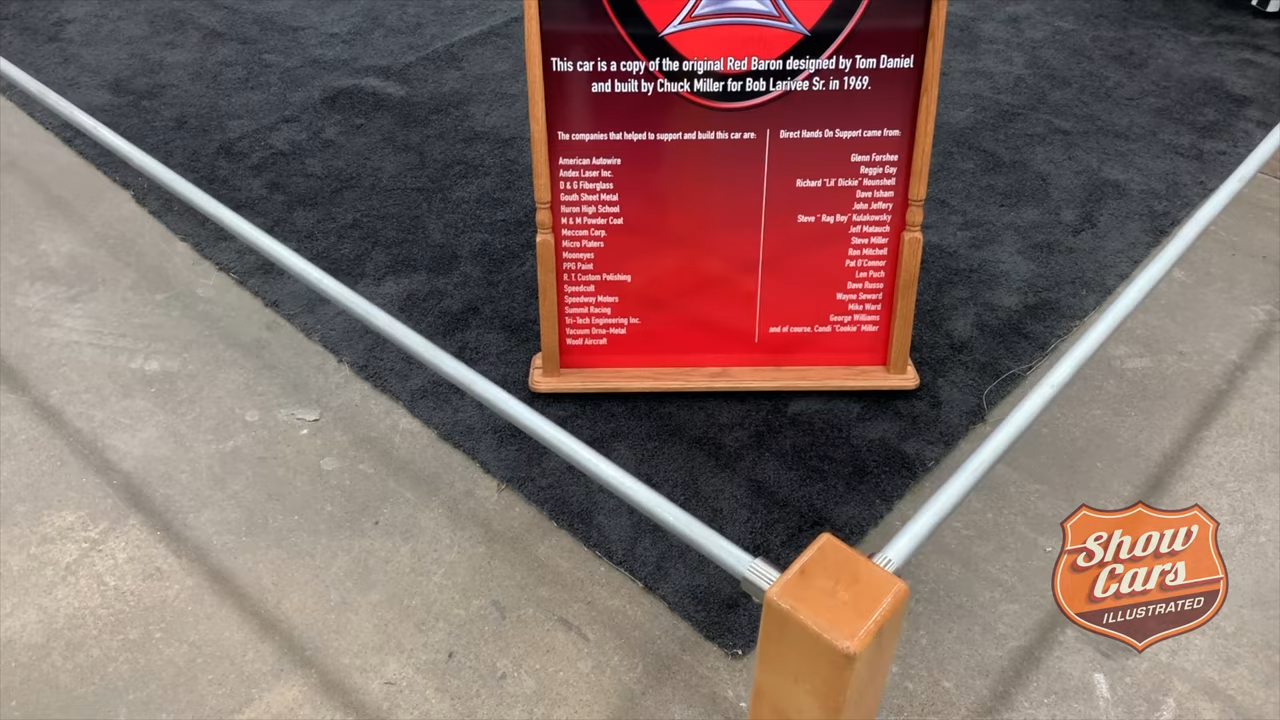 This car is a copy of the original Red Baron designed by Tom Daniel
and built by Chuck Miller for Bob Larivee Sr. in 1969.
The companies that helped to support and build this car are:
American Autowire
Andex Laser Inc.
D & G Fiberglass
Gouth Sheet Metal
Huron High School
M & M Powder Coat
Meccom Corp.
Micro Platers
Mooneyes
PPG Paint
R. T. Custom Polishing
Speedcult
Speedway Motors
Summit Racing
Tri-Tech Engineering Inc.
Vacuum Orna-Metal
Woolf Aircraft
Direct Hands On Support came from:
Glenn Forshee
Reggie Gay
Richard "Lil' Dickie" Hounshell
Dave Isham
John Jeffery
Steve " Rag Boy" Kulakowsky
Jeff Matauch
Steve Miller
Ron Mitchell
Pat O'Connor
Len Puch
Dave Russo
Wayne Seward
Mike Ward
George Williams
and of course, Candi "Cookie" Miller
Show
Cars
ILLUSTRATED